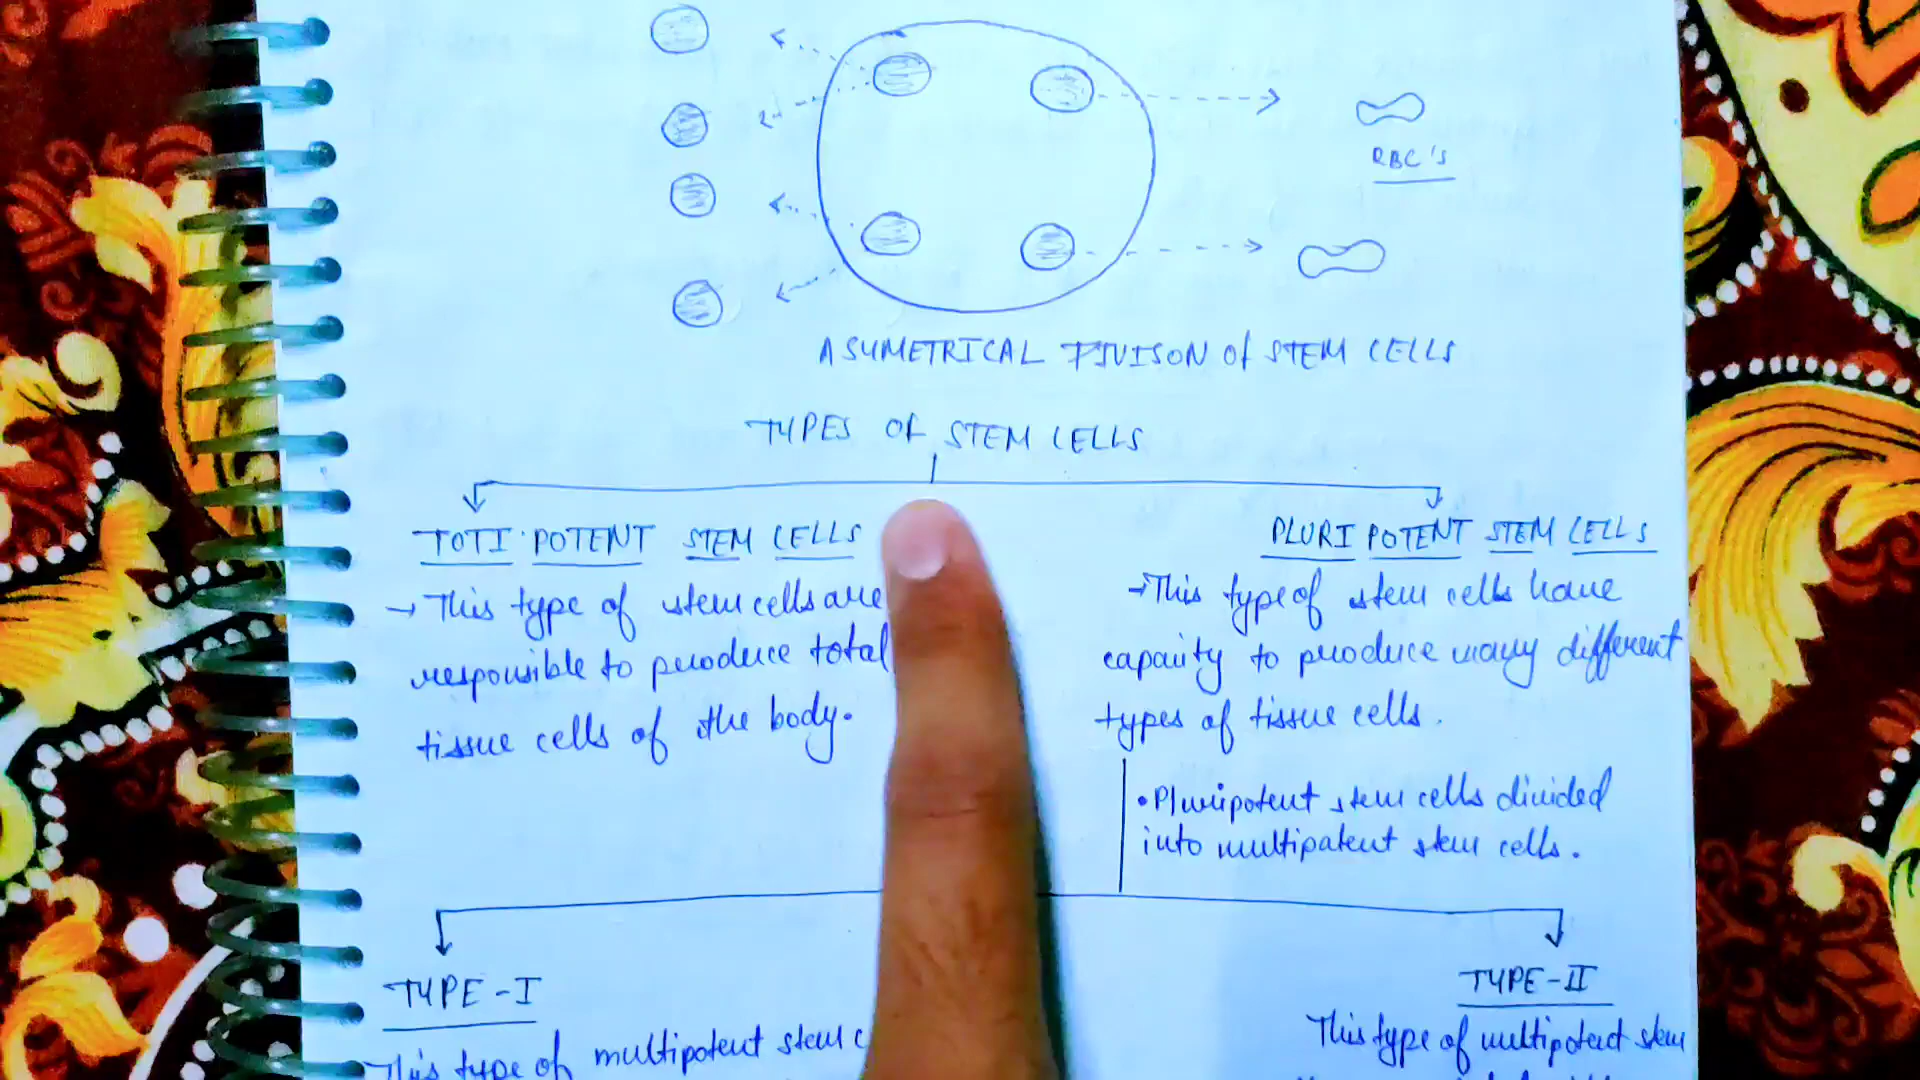 RBC's
ASYMETRICAL DIVISON Of STEM CELLS
TYPES OF STEM CELLS
TOTI POTENT STEM CELLS
→ This type of stem cells are
responsible to produce total
tissue cells of the body.
PLURI POTENT STEM CELLS
→ This type of stem cells have
capacity to produce many different
types of tissue cells.
• Pluripotent stem cells divided
into multipatent stem cells.
TYPE-I
This type of multipotent stem c
TYPE-II
This type of multipotent stem